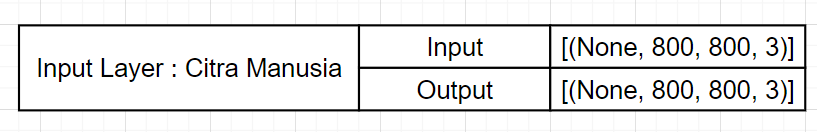 Input Layer : Citra Manusia
Input
[(None, 800, 800, 3)]
Output
[(None, 800, 800, 3)]